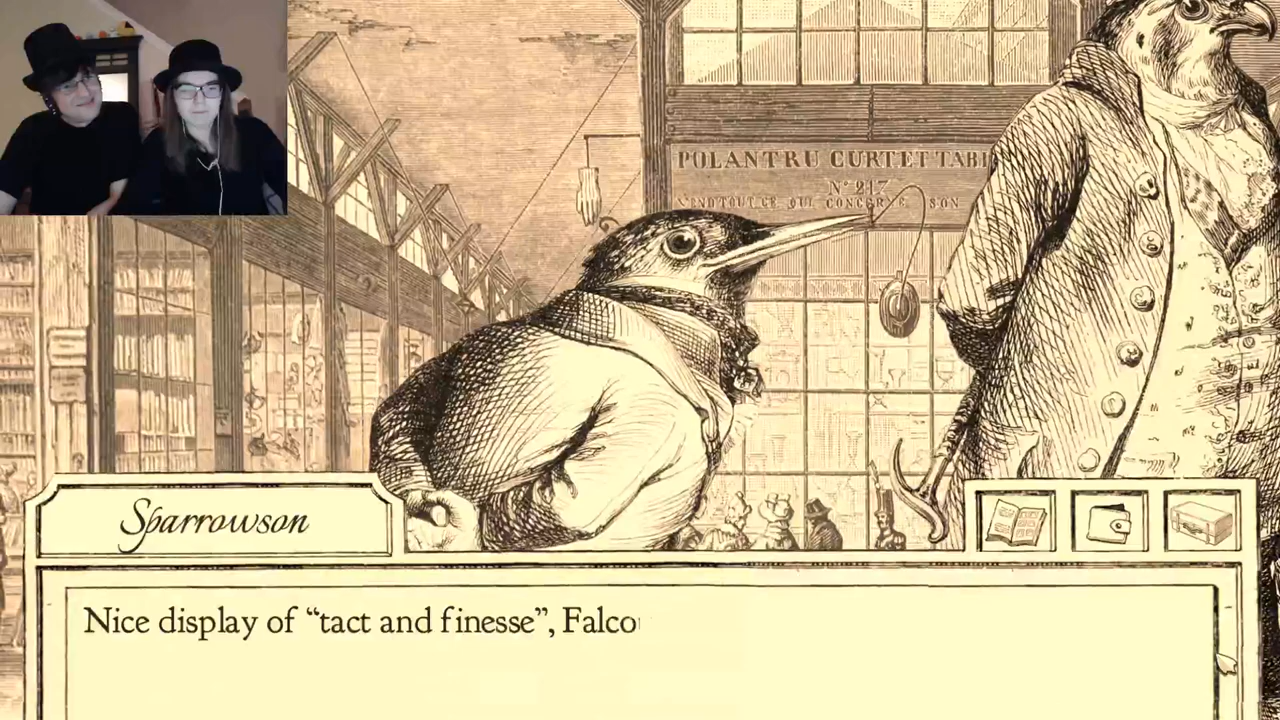 POLANTRU CURTET TABI
N° 217
Sparrowson
Nice display of “tact and finesse”, Falco